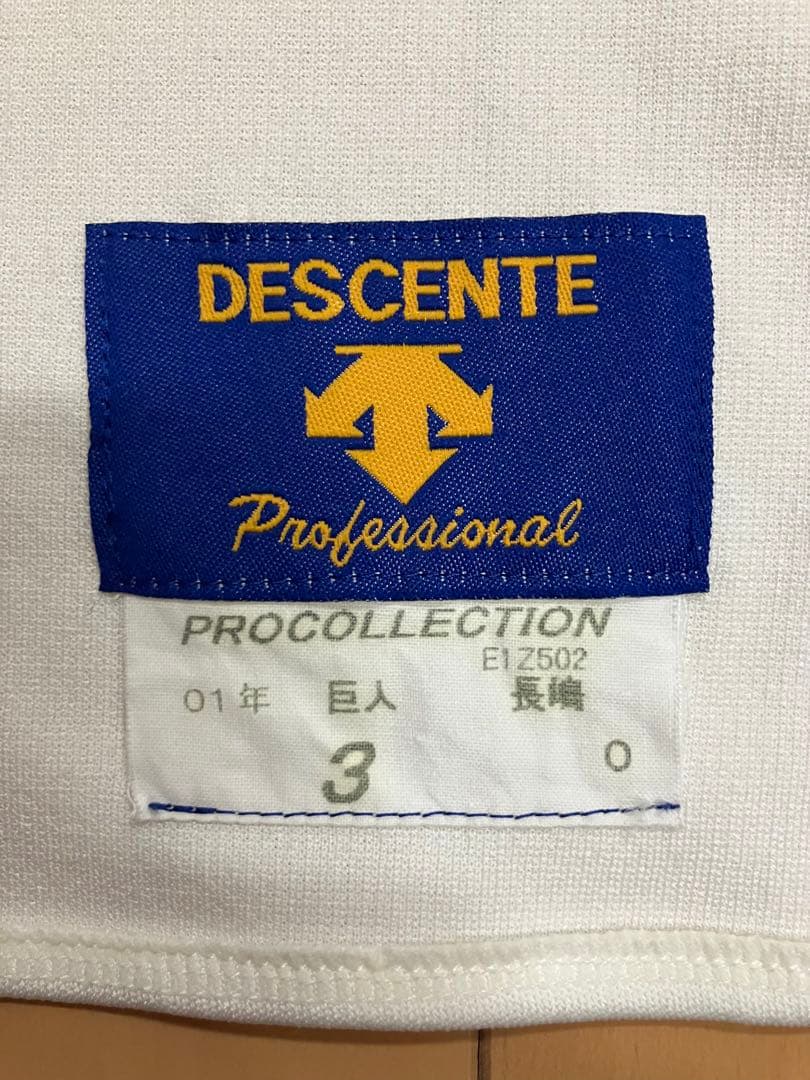 DESCENTE
Professional
PROCOLLECTION
E1Z502
01年 巨人 長嶋
3 O